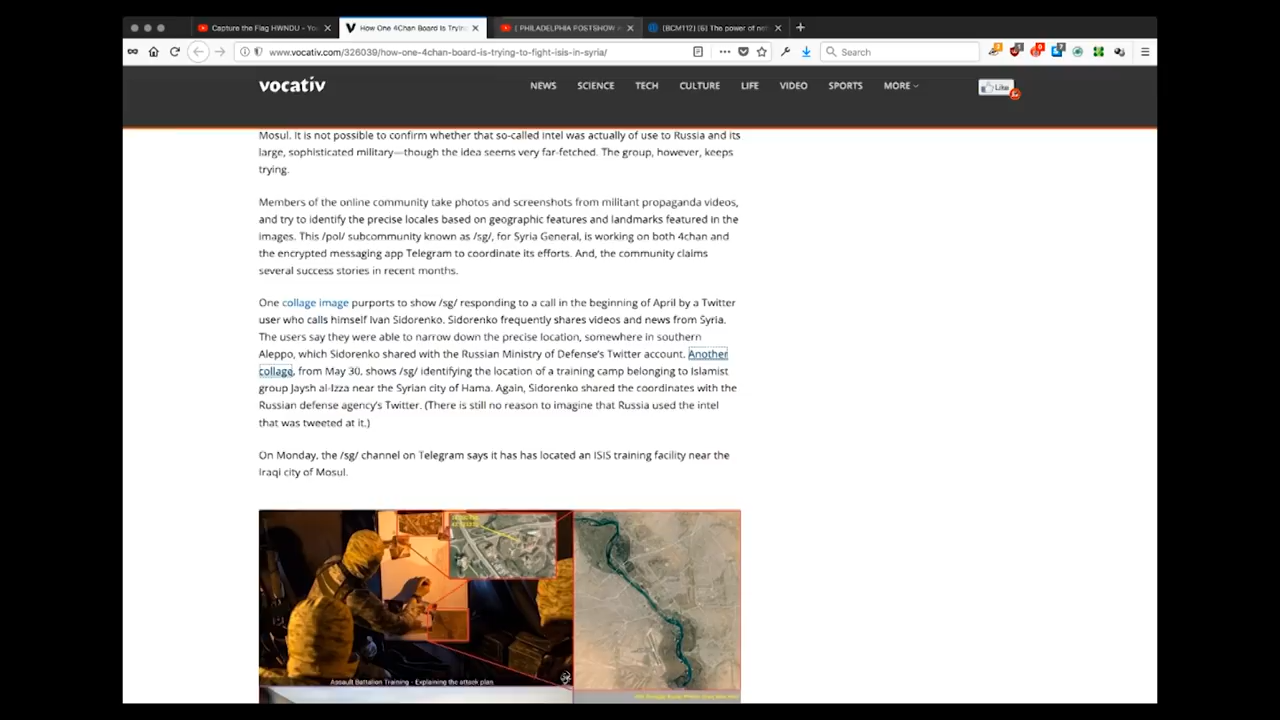 Capture the Flag HWNDU - Yo
How One 4Chan Board Is Tryin
( PHILADELPHIA POSTSHOW
(BCM112) [6] The power of ne
www.vocativ.com/326039/how-one-4chan-board-is-trying-to-fight-isis-in-syria/
Search
vocativ
NEWS SCIENCE TECH CULTURE LIFE VIDEO SPORTS MORE
Like
Mosul. It is not possible to confirm whether that so-called intel was actually of use to Russia and its
large, sophisticated military—though the idea seems very far-fetched. The group, however, keeps
trying.
Members of the online community take photos and screenshots from militant propaganda videos,
and try to identify the precise locales based on geographic features and landmarks featured in the
images. This /pol/ subcommunity known as /sg/, for Syria General, is working on both 4chan and
the encrypted messaging app Telegram to coordinate its efforts. And, the community claims
several success stories in recent months.
One collage image purports to show /sg/ responding to a call in the beginning of April by a Twitter
user who calls himself Ivan Sidorenko. Sidorenko frequently shares videos and news from Syria.
The users say they were able to narrow down the precise location, somewhere in southern
Aleppo, which Sidorenko shared with the Russian Ministry of Defense's Twitter account. Another
collage, from May 30, shows /sg/ identifying the location of a training camp belonging to Islamist
group Jaysh al-Izza near the Syrian city of Hama. Again, Sidorenko shared the coordinates with the
Russian defense agency's Twitter. (There is still no reason to imagine that Russia used the intel
that was tweeted at it.)
On Monday, the /sg/ channel on Telegram says it has has located an ISIS training facility near the
Iraqi city of Mosul.
Assault Battalion Training - Explaining the attack plan